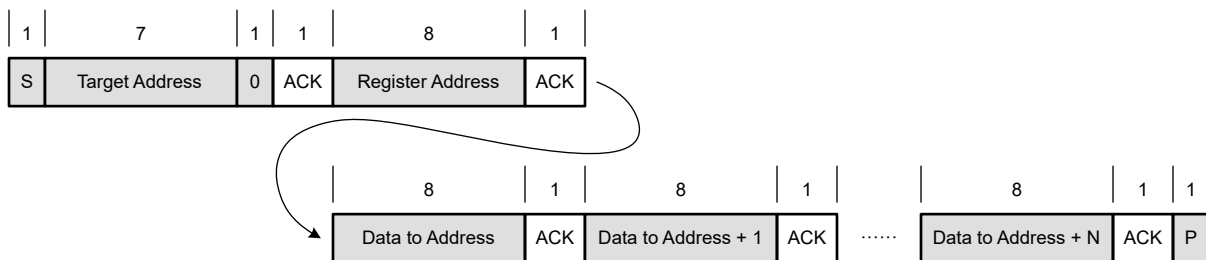 1 7 1 1 8 1
S Target Address 0 ACK Register Address ACK
8 1 8 1 8 1 1
Data to Address ACK Data to Address + 1 ACK ...... Data to Address + N ACK P